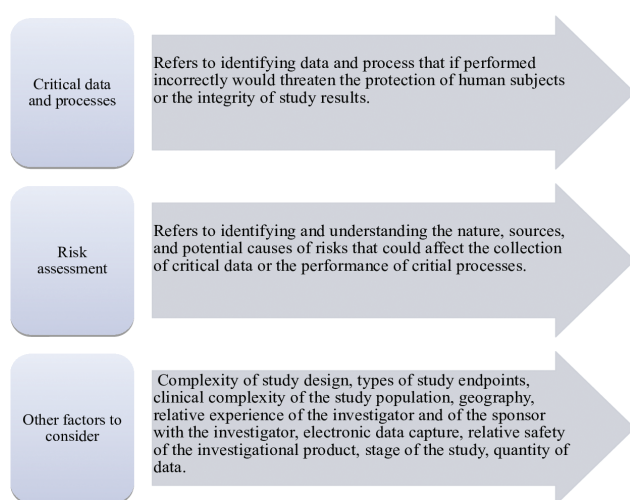 Critical data
and processes
Refers to identifying data and process that if performed
incorrectly would threaten the protection of human subjects
or the integrity of study results.
Risk
assessment
Refers to identifying and understanding the nature, sources,
and potential causes of risks that could affect the collection
of critical data or the performance of critial processes.
Other factors to
consider
Complexity of study design, types of study endpoints,
clinical complexity of the study population, geography,
relative experience of the investigator and of the sponsor
with the investigator, electronic data capture, relative safety
of the investigational product, stage of the study, quantity of
data.